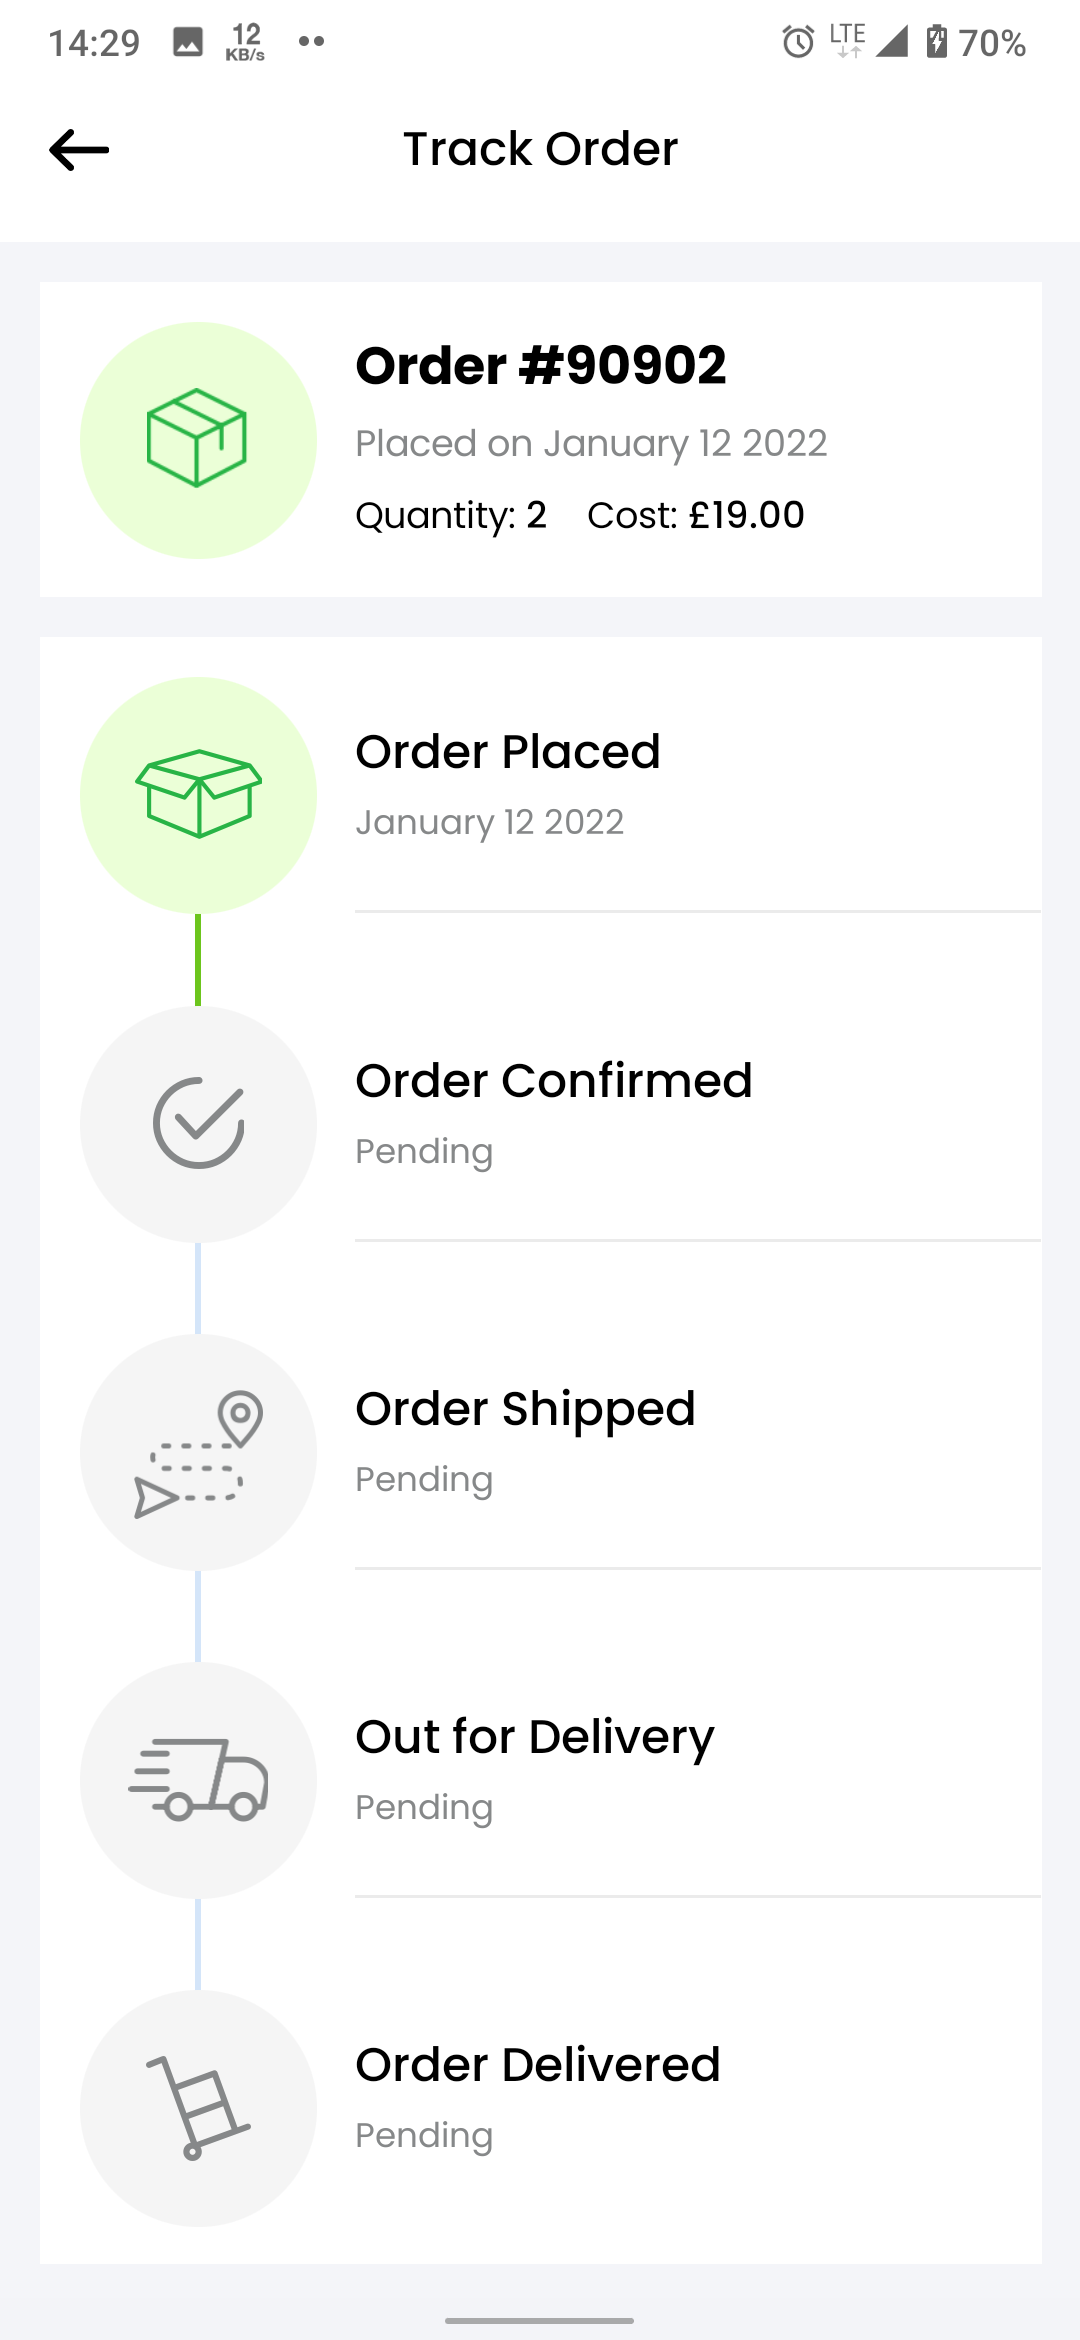 14:29 12 KB/s LTE 70%
Track Order
Order #90902
Placed on January 12 2022
Quantity: 2 Cost: £19.00
Order Placed
January 12 2022
Order Confirmed
Pending
Order Shipped
Pending
Out for Delivery
Pending
Order Delivered
Pending